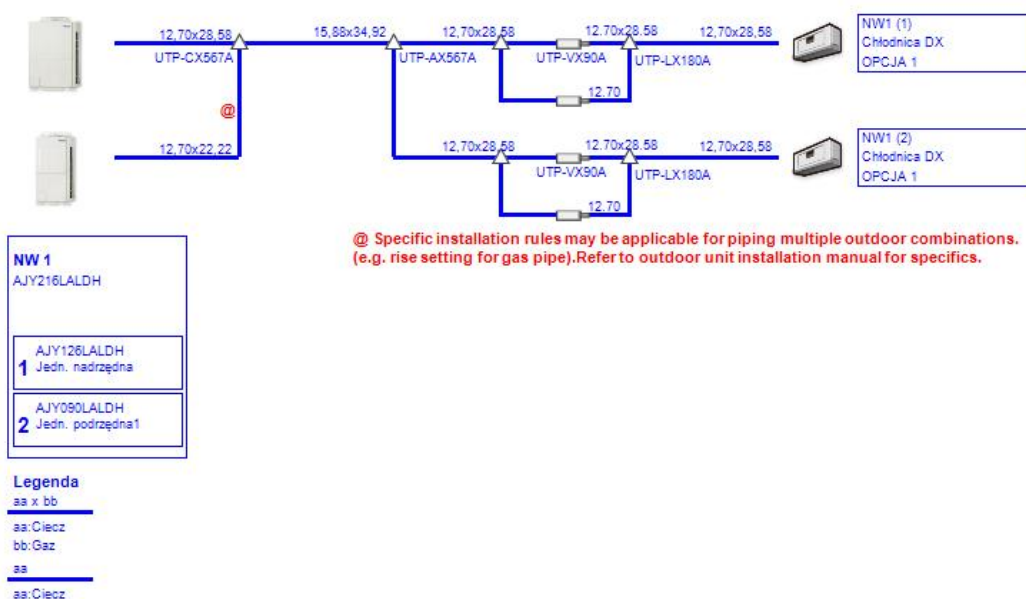 12,70x28,58
15,88x34,92
12,70x28,58
12.70x28.58
12,70x28,58
UTP-CX567A
UTP-AX567A
UTP-VX90A
UTP-LX180A
12.70
NW1 (1)
Chłodnica DX
OPCJA 1
@
12,70x22,22
12,70x28,58
12.70x28.58
12,70x28,58
UTP-VX90A
UTP-LX180A
12.70
NW1 (2)
Chłodnica DX
OPCJA 1
@ Specific installation rules may be applicable for piping multiple outdoor combinations.
(e.g. rise setting for gas pipe).Refer to outdoor unit installation manual for specifics.
NW 1
AJY216LALDH
1
AJY126LALDH
Jedn. nadrzędna
2
AJY090LALDH
Jedn. podrzędna1
Legenda
aa x bb
aa:Ciecz
bb:Gaz
aa
aa:Ciecz